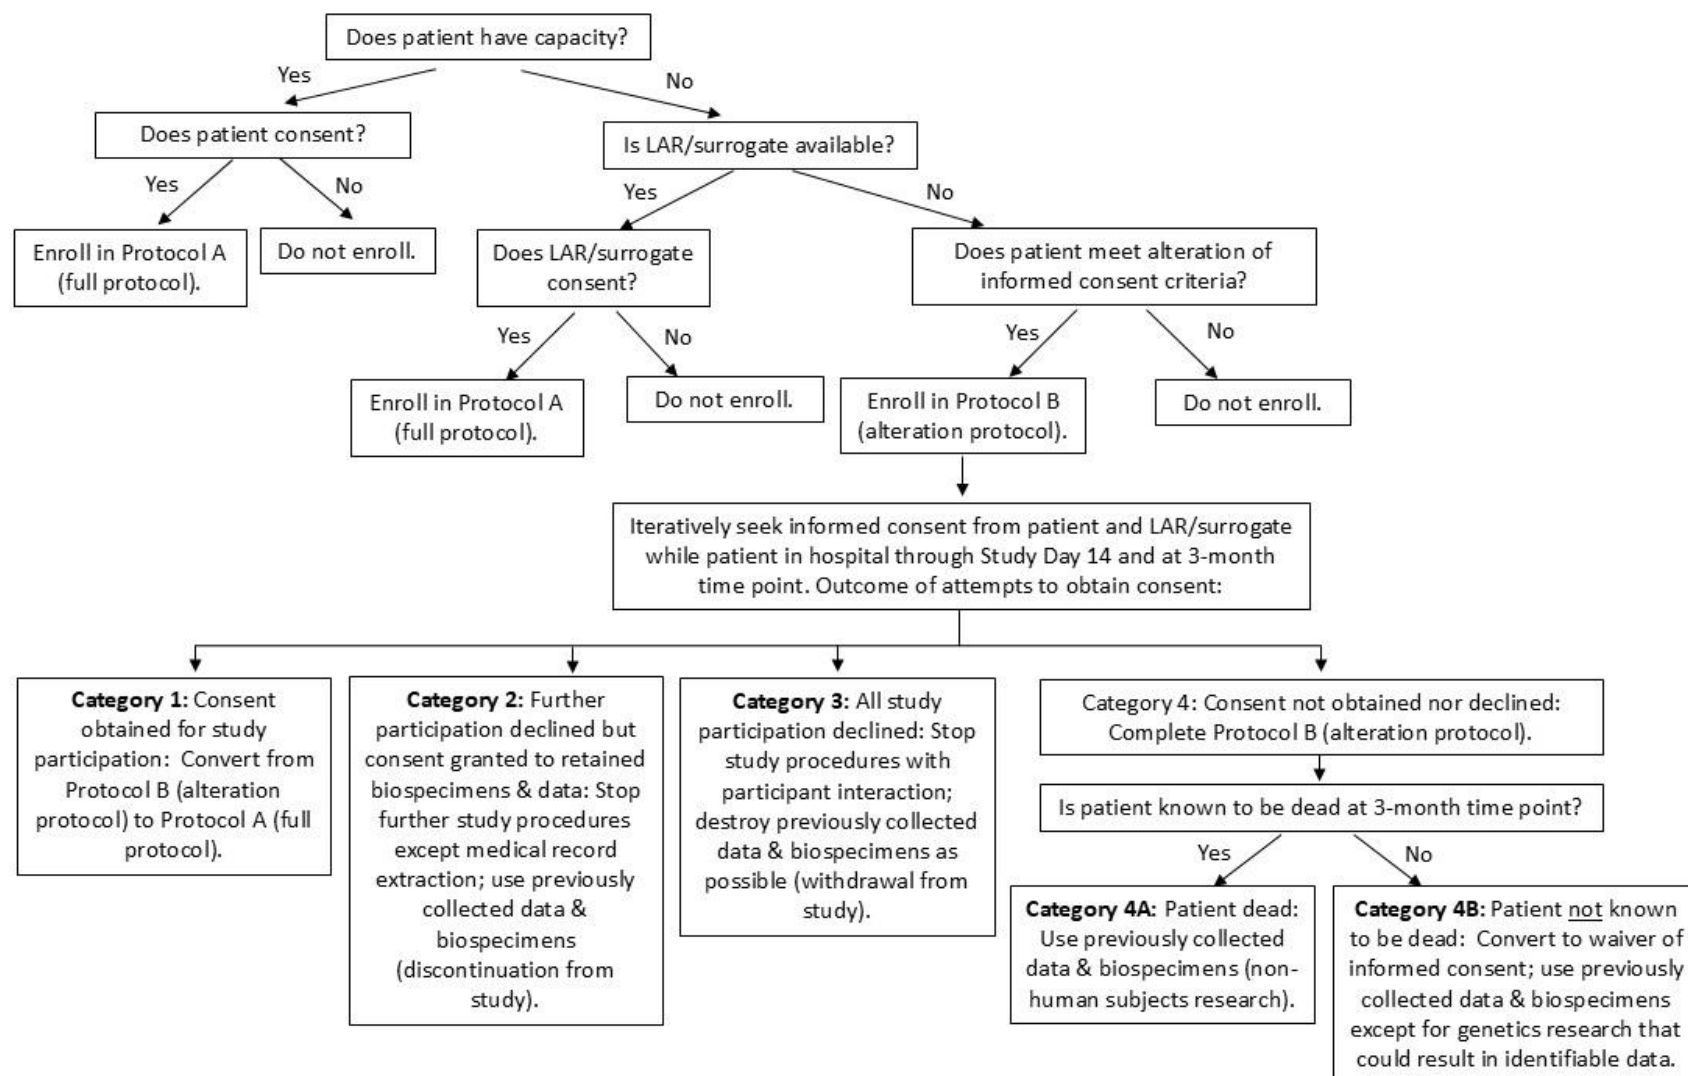 Does patient have capacity?
Yes
No
Does patient consent?
Is LAR/surrogate available?
Yes
No
Yes
No
Enroll in Protocol A
(full protocol).
Do not enroll.
Does LAR/surrogate
consent?
Does patient meet alteration of
informed consent criteria?
Yes
No
Yes
No
Enroll in Protocol A
(full protocol).
Do not enroll.
Enroll in Protocol B
(alteration protocol).
Do not enroll.
Iteratively seek informed consent from patient and LAR/surrogate
while patient in hospital through Study Day 14 and at 3-month
time point. Outcome of attempts to obtain consent:
Category 1: Consent
obtained for study
participation: Convert from
Protocol B (alteration
protocol) to Protocol A (full
protocol).
Category 2: Further
participation declined but
consent granted to retained
biospecimens & data: Stop
further study procedures
except medical record
extraction; use previously
collected data &
biospecimens
(discontinuation from
study).
Category 3: All study
participation declined: Stop
study procedures with
participant interaction;
destroy previously collected
data & biospecimens as
possible (withdrawal from
study).
Category 4: Consent not obtained nor declined:
Complete Protocol B (alteration protocol).
Is patient known to be dead at 3-month time point?
Yes
No
Category 4A: Patient dead:
Use previously collected
data & biospecimens (non-
human subjects research).
Category 4B: Patient not known
to be dead: Convert to waiver of
informed consent; use previously
collected data & biospecimens
except for genetics research that
could result in identifiable data.